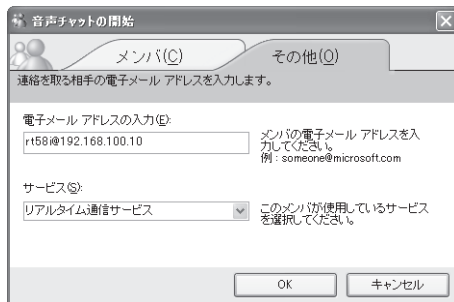 音声チャットの開始
メンバ(C)
その他(O)
連絡を取る相手の電子メール アドレスを入力します。
電子メール アドレスの入力(E):
rt58i@192.168.100.10
メンバの電子メール アドレスを入
力してください。
例 : someone@microsoft.com
サービス(S):
リアルタイム通信サービス
このメンバが使用しているサービス
を選択してください。
OK
キャンセル